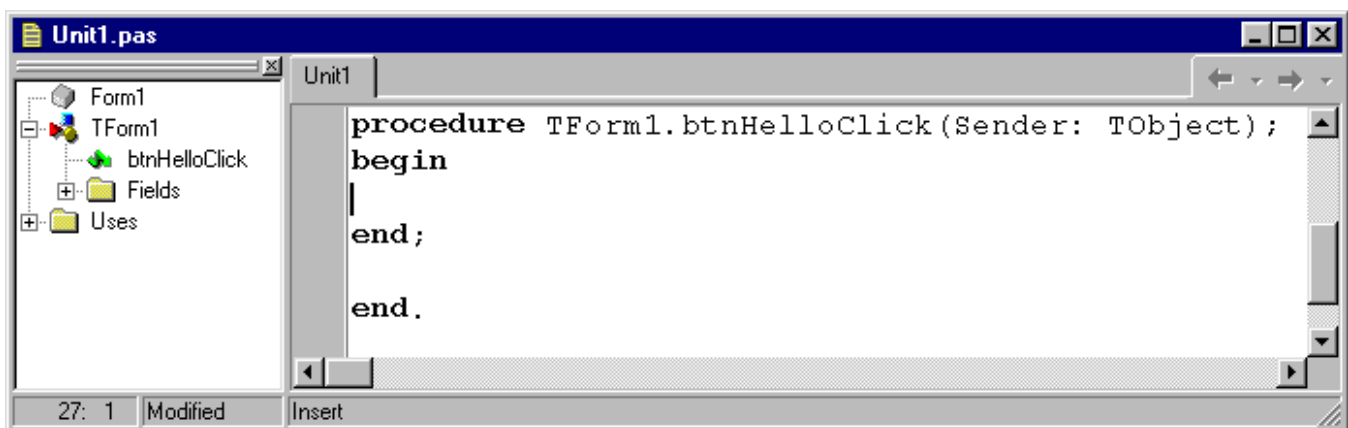 Unit1.pas
Form1
TForm1
btnHelloClick
Fields
Uses
Unit1
procedure TForm1.btnHelloClick(Sender: TObject);
begin
end;
end.
27: 1 Modified Insert